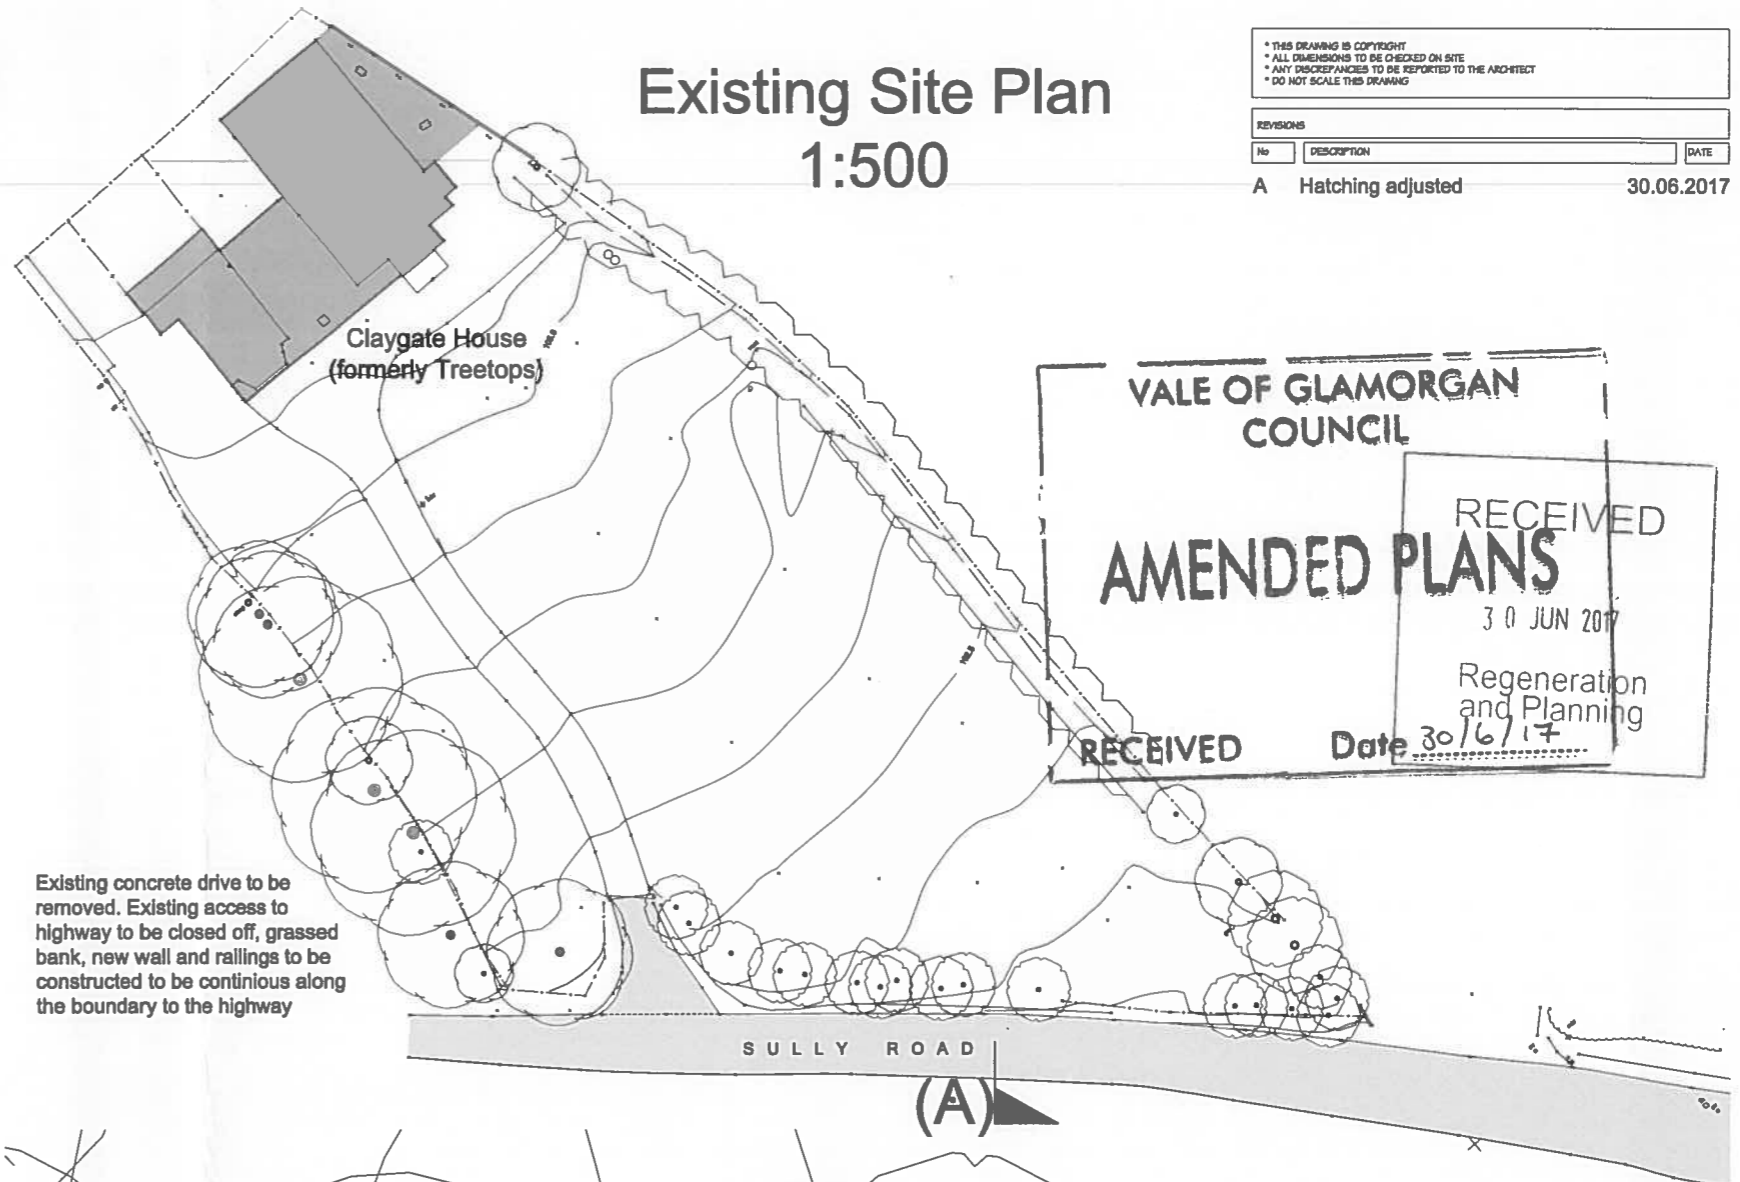 Existing Site Plan
1:500
* THIS DRAWING IS COPYRIGHT
* ALL DIMENSIONS TO BE CHECKED ON SITE
* ANY DISCREPANCIES TO BE REPORTED TO THE ARCHITECT
* DO NOT SCALE THIS DRAWING
REVISIONS
No DESCRIPTION DATE
A Hatching adjusted 30.06.2017
Claygate House
(formerly Treetops)
VALE OF GLAMORGAN
COUNCIL
AMENDED PLANS
RECEIVED Date 30/6/17
RECEIVED
30 JUN 2017
Regeneration
and Planning
Existing concrete drive to be
removed. Existing access to
highway to be closed off, grassed
bank, new wall and railings to be
constructed to be continious along
the boundary to the highway
SULLY ROAD
(A)